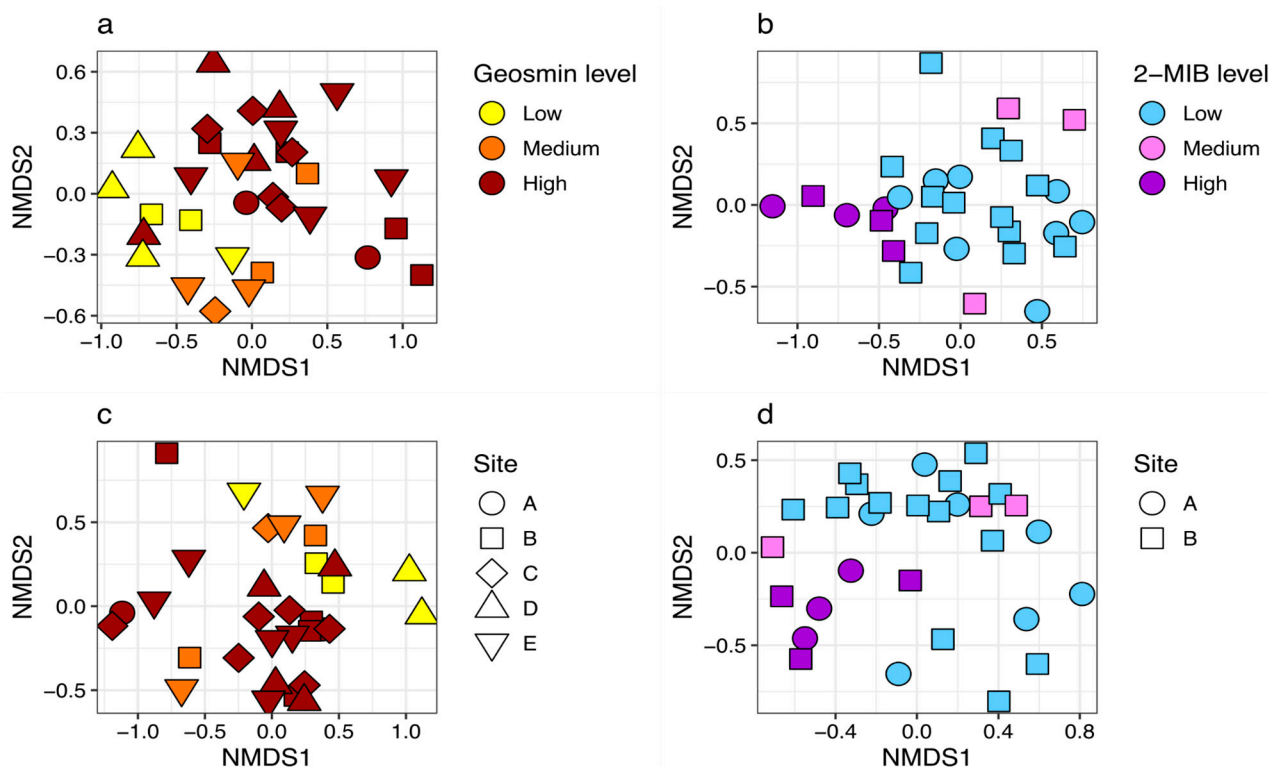 a
NMDS2
0.6
0.3
0.0
−0.3
−0.6
−1.0 −0.5 0.0 0.5 1.0
NMDS1
Geosmin level
Low
Medium
High
b
NMDS2
0.5
0.0
−0.5
−1.0 −0.5 0.0 0.5
NMDS1
2−MIB level
Low
Medium
High
c
NMDS2
0.5
0.0
−0.5
−1.0 −0.5 0.0 0.5 1.0
NMDS1
Site
A
B
C
D
E
d
NMDS2
0.5
0.0
−0.5
−0.4 0.0 0.4 0.8
NMDS1
Site
A
B